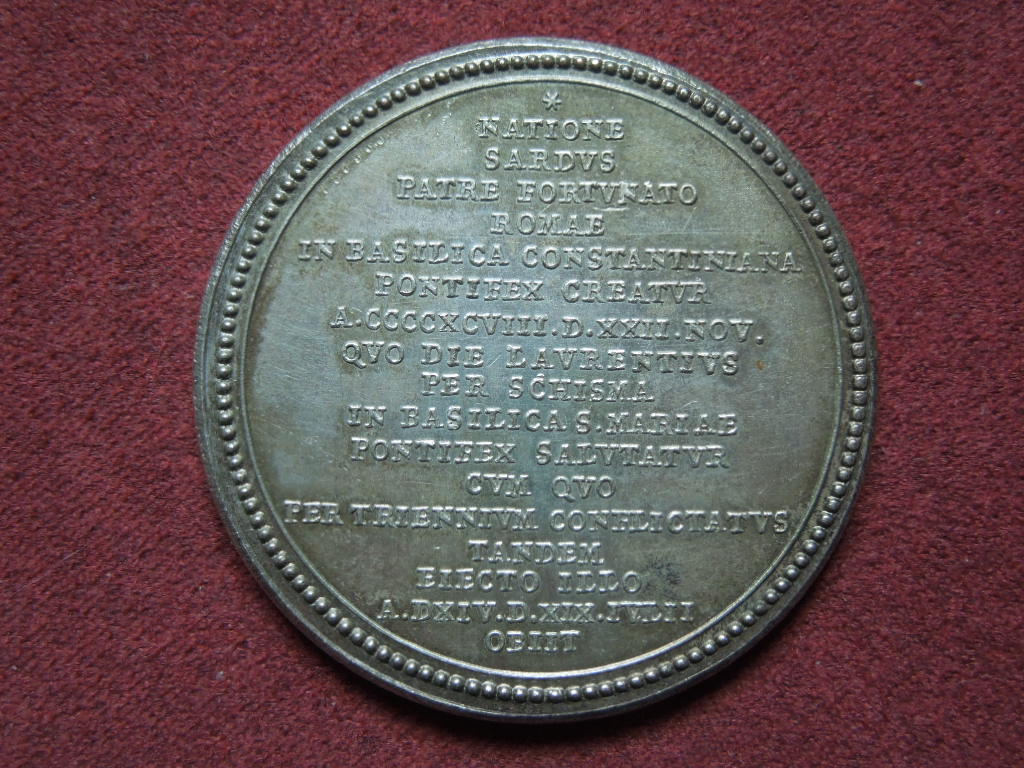 *
NATIONE
SARDVS
PATRE FORTVNATO
ROMAE
IN BASILICA CONSTANTINIANA
PONTIFEX CREATVR
A.CCCCXCVIII.D.XXII.NOV.
QVO DIE LAVRENTIVS
PER SCHISMA
IN BASILICA S.MARIAE
PONTIFEX SALVTATVR
CVM QVO
PER TRIENNIVM CONFLICTATVS
TANDEM
EIECTO ILLO
A.DXIV.D.XIX.IVLII
OBIIT